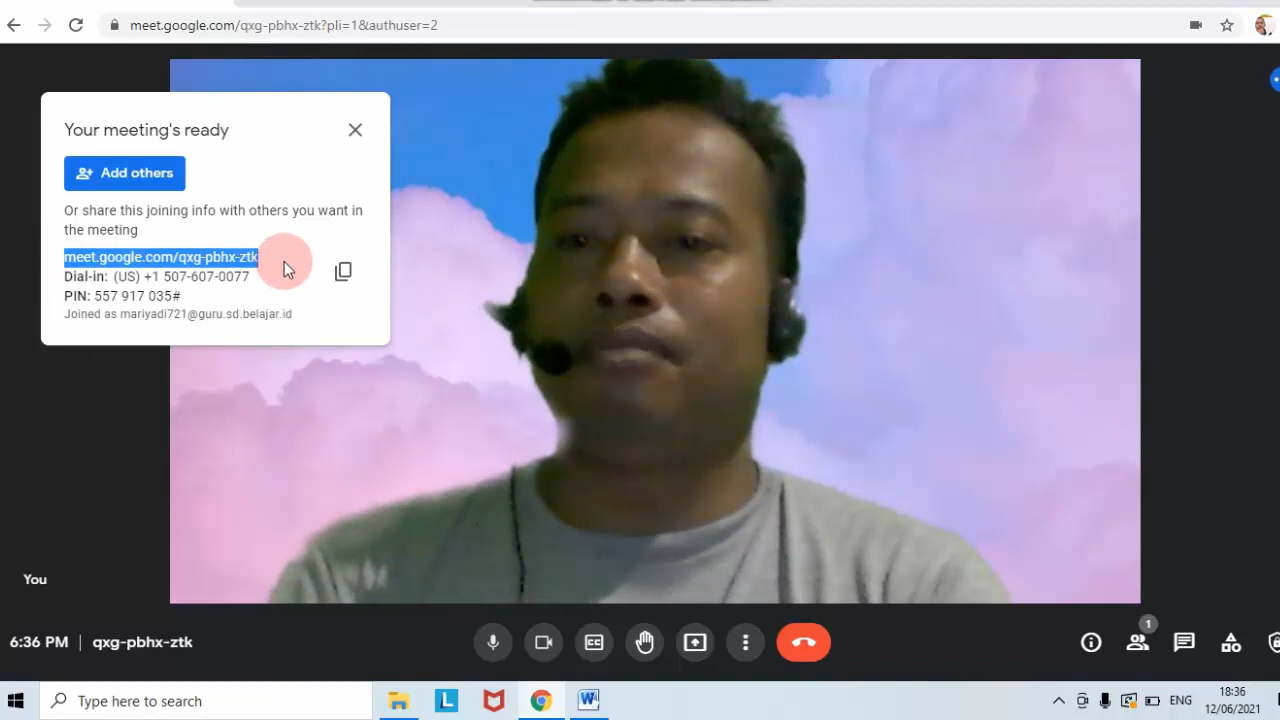 meet.google.com/qxg-pbhx-ztk?pli=1&authuser=2
Your meeting's ready
Add others
Or share this joining info with others you want in
the meeting
meet.google.com/qxg-pbhx-ztk
Dial-in: (US) +1 507-607-0077
PIN: 557 917 035#
Joined as mariyadi721@guru.sd.belajar.id
You
1
6:36 PM | qxg-pbhx-ztk
Type here to search
L
W
ENG
18:36
12/06/2021